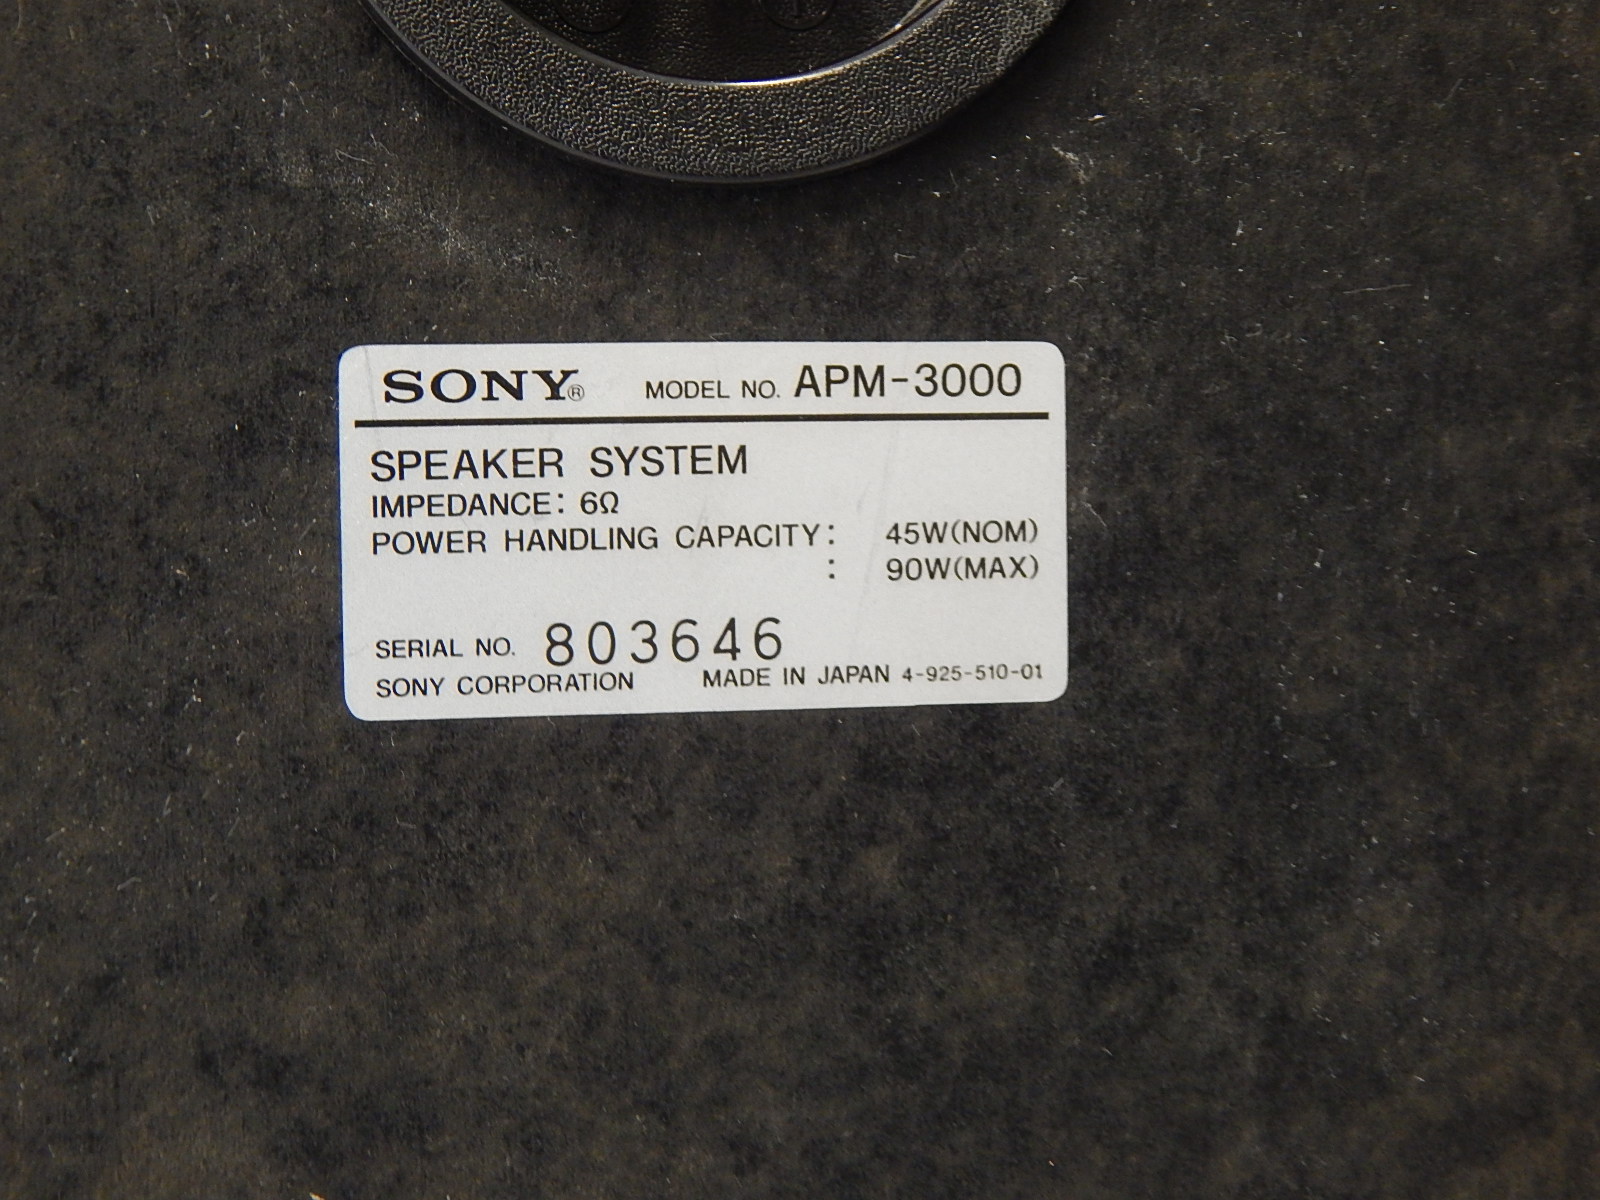 SONY® MODEL NO. APM-3000
SPEAKER SYSTEM
IMPEDANCE: 6Ω
POWER HANDLING CAPACITY: 45W(NOM)
: 90W(MAX)
SERIAL NO. 803646
SONY CORPORATION MADE IN JAPAN 4-925-510-01